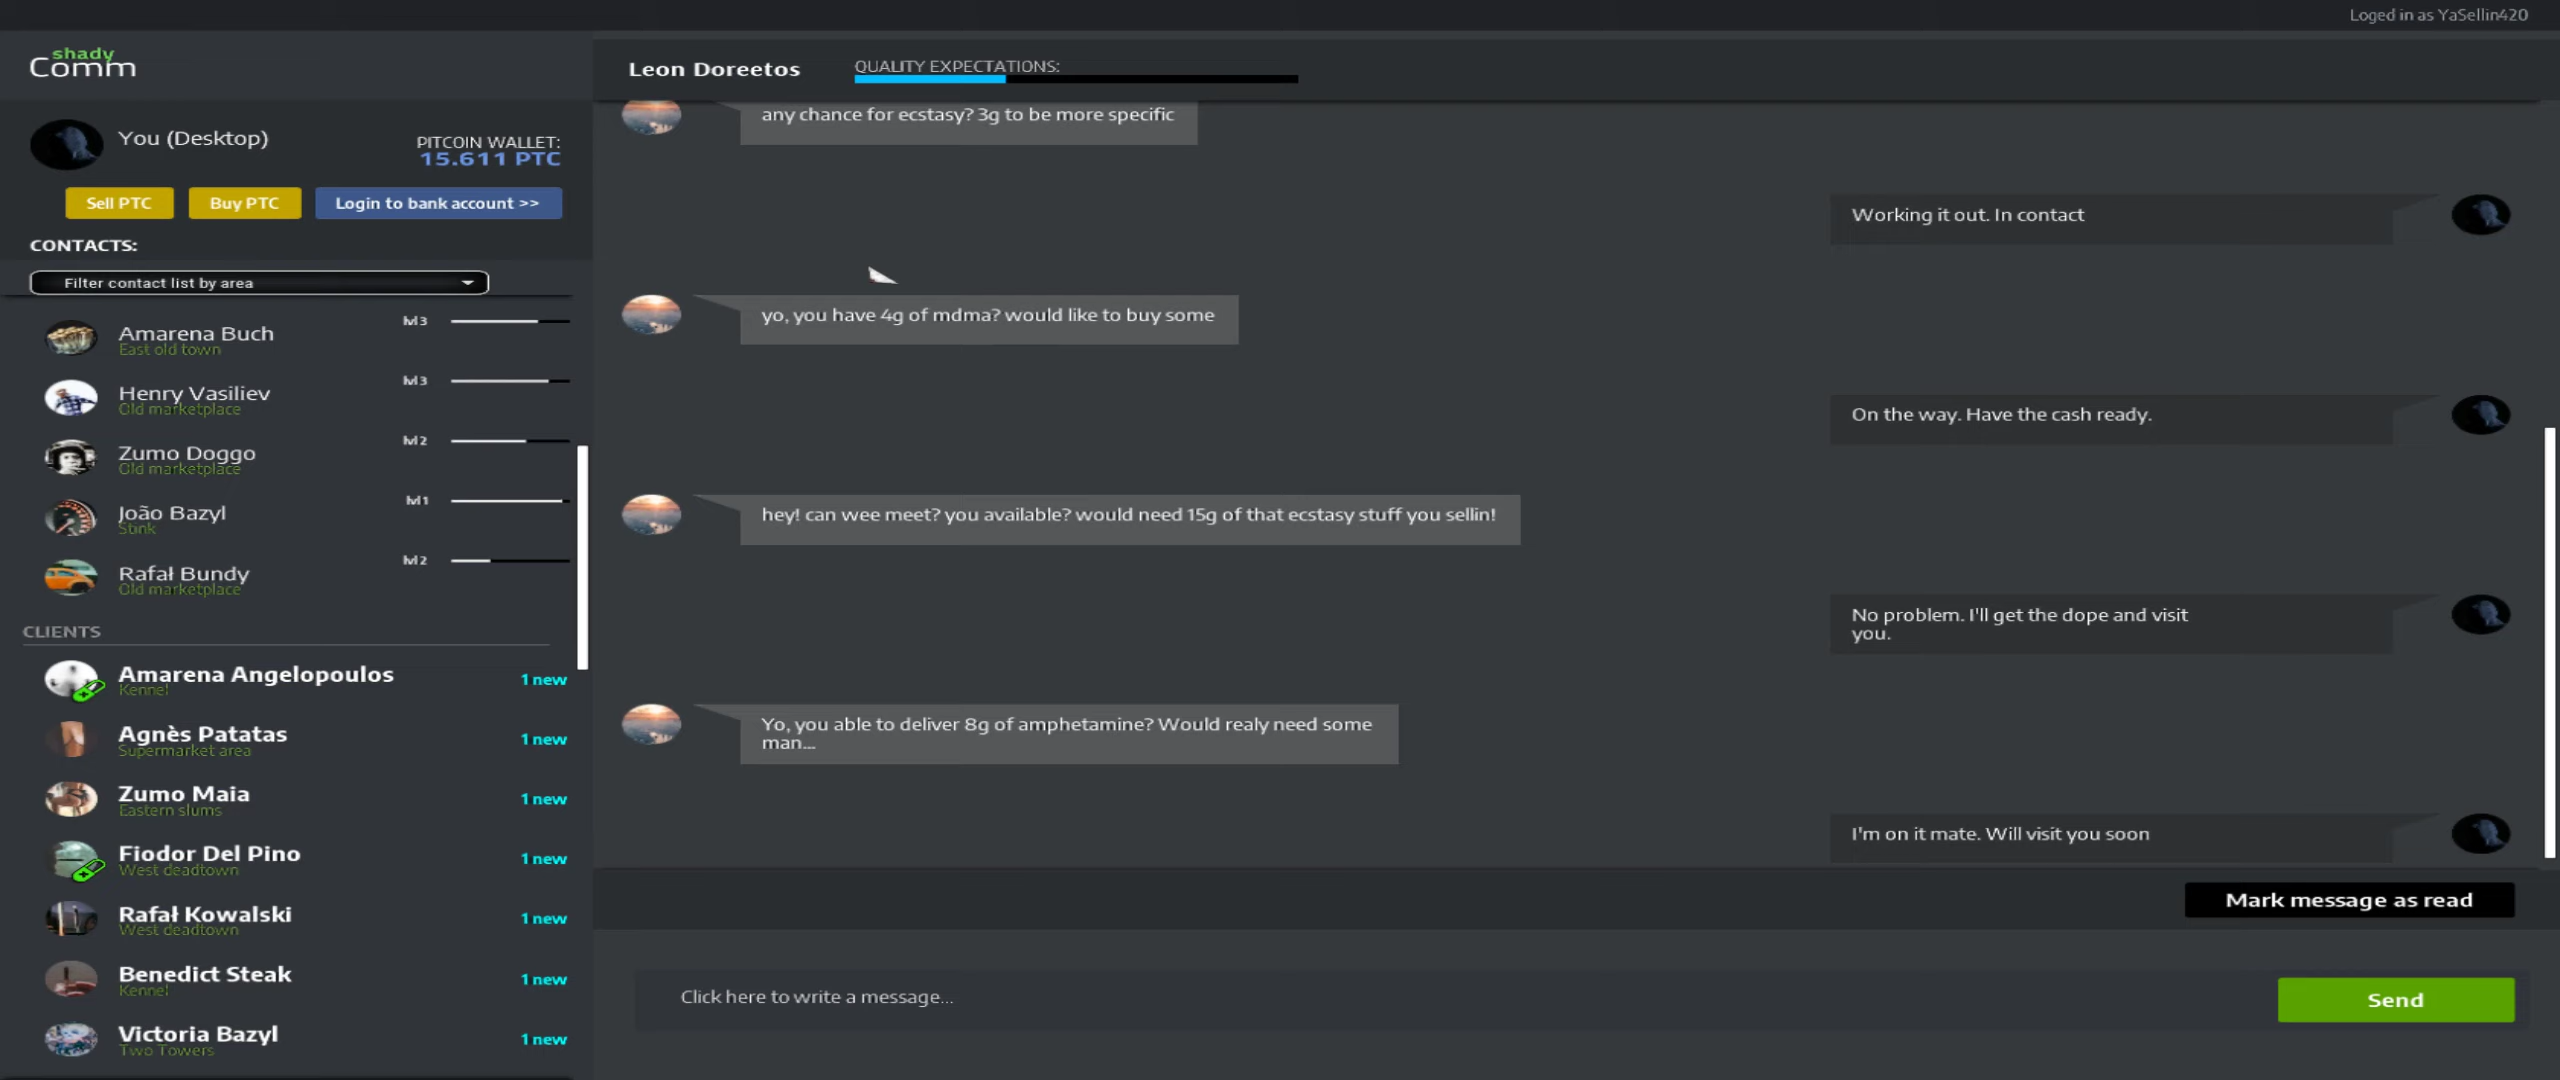 Loged in as YaSellin420
shady
Comm
You (Desktop)
PITCOIN WALLET:
15.611 PTC
Sell PTC
Buy PTC
Login to bank account >>
CONTACTS:
Filter contact list by area
Amarena Buch
lvl3
East old town
Henry Vasiliev
lvl3
Old marketplace
Zumo Doggo
lvl2
Old marketplace
João Bazyl
lvl1
Stink
Rafał Bundy
lvl2
Old marketplace
CLIENTS
Amarena Angelopoulos
1 new
Kennel
Agnès Patatas
1 new
Supermarket area
Zumo Maia
1 new
Eastern slums
Fiodor Del Pino
1 new
West deadtown
Rafał Kowalski
1 new
West deadtown
Benedict Steak
1 new
Kennel
Victoria Bazyl
1 new
Two Towers
Leon Doreetos
QUALITY EXPECTATIONS:
any chance for ecstasy? 3g to be more specific
Working it out. In contact
yo, you have 4g of mdma? would like to buy some
On the way. Have the cash ready.
hey! can wee meet? you available? would need 15g of that ecstasy stuff you sellin!
No problem. I'll get the dope and visit
you.
Yo, you able to deliver 8g of amphetamine? Would realy need some
man...
I'm on it mate. Will visit you soon
Mark message as read
Click here to write a message...
Send